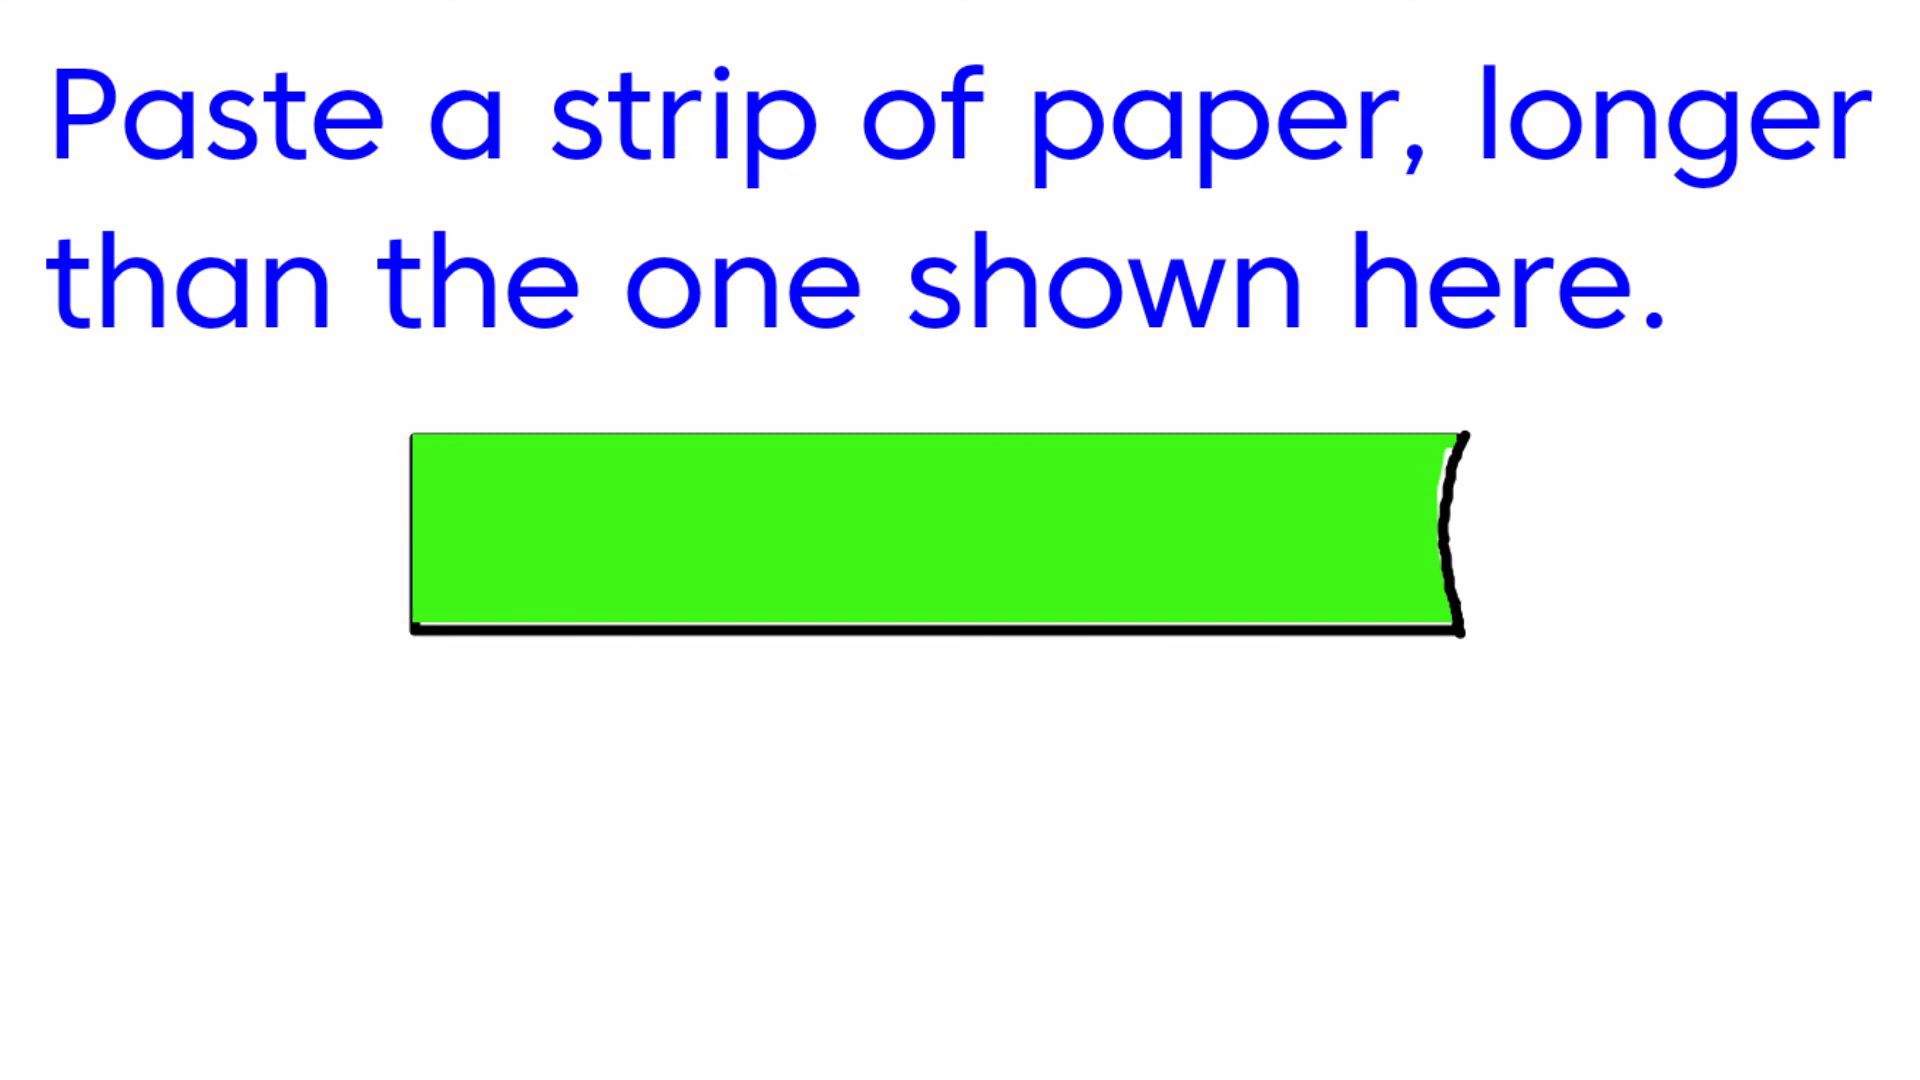 Paste a strip of paper, longer
than the one shown here.